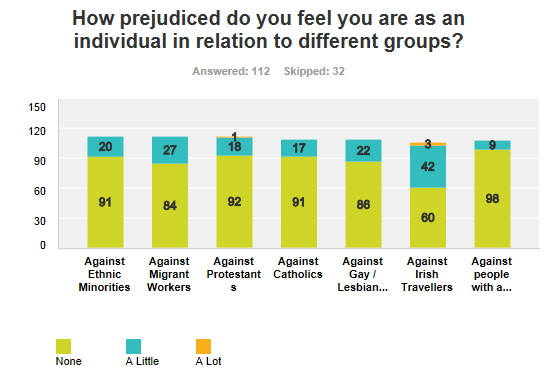 How prejudiced do you feel you are as an
individual in relation to different groups?
Answered: 112 Skipped: 32
150
120
90
60
30
0
20 27 1 18 17 22 3 42 9
91 84 92 91 86 60 98
Against Ethnic Minorities
Against Migrant Workers
Against Protestant s
Against Catholics
Against Gay / Lesbian...
Against Irish Travellers
Against people with a...
None A Little A Lot